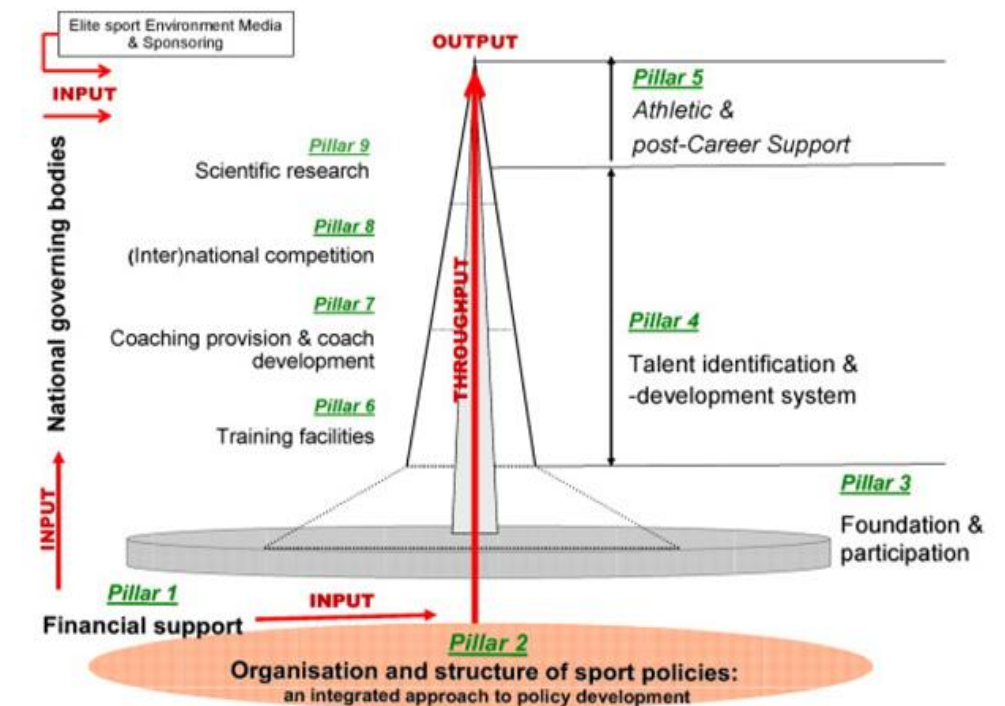 Elite sport Environment Media
& Sponsoring
INPUT
OUTPUT
National governing bodies
INPUT
Pillar 9
Scientific research
Pillar 8
(Inter)national competition
Pillar 7
Coaching provision & coach
development
Pillar 6
Training facilities
THROUGHPUT
Pillar 5
Athletic &
post-Career Support
Pillar 4
Talent identification &
-development system
Pillar 3
Foundation &
participation
Pillar 1
Financial support
INPUT
Pillar 2
Organisation and structure of sport policies:
an integrated approach to policy development